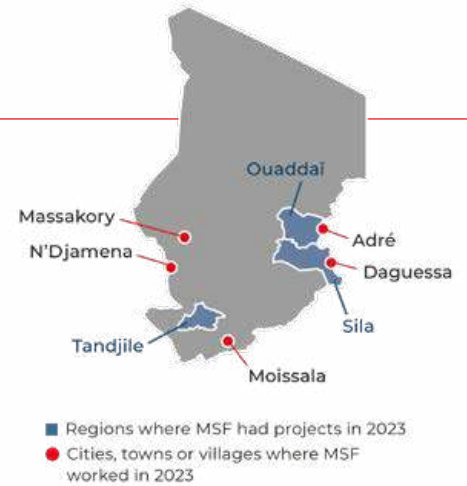 Ouaddaï
Massakory
Adré
N'Djamena
Daguessa
Sila
Tandjile
Moissala
Regions where MSF had projects in 2023
Cities, towns or villages where MSF
worked in 2023